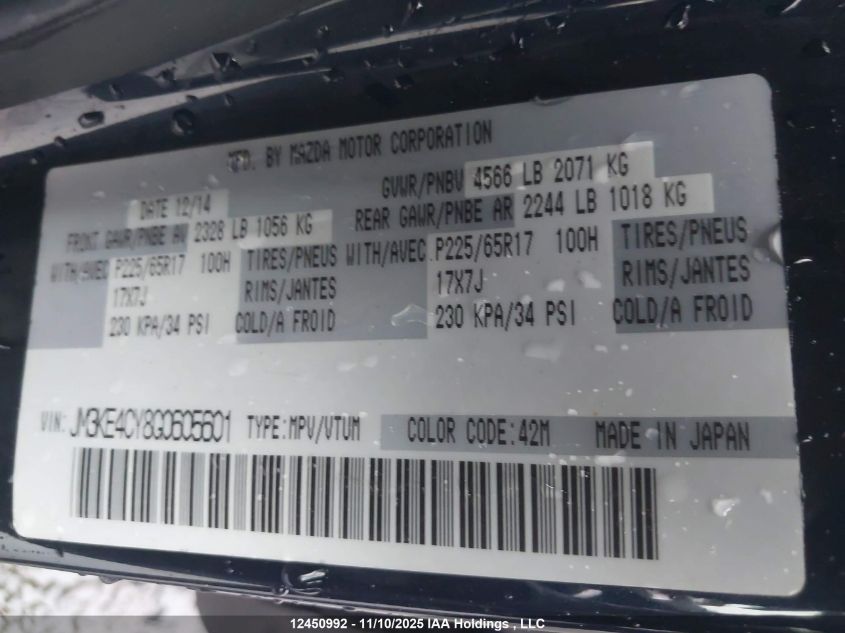 MFD. BY MAZDA MOTOR CORPORATION
DATE 12/14 GVWR/PNBV 4566 LB 2071 KG
FRONT GAWR/PNBE AV 2328 LB 1056 KG REAR GAWR/PNBE AR 2244 LB 1018 KG
WITH/AVEC P225/65R17 100H TIRES/PNEUS WITH/AVEC P225/65R17 100H TIRES/PNEUS
17X7J RIMS/JANTES 17X7J RIMS/JANTES
230 KPA/34 PSI COLD/A FROID 230 KPA/34 PSI COLD/A FROID
VIN: JM3KE4CY8G0605601 TYPE:MPV/VTUM COLOR CODE:42M MADE IN JAPAN
12450992 - 11/10/2025 IAA Holdings , LLC